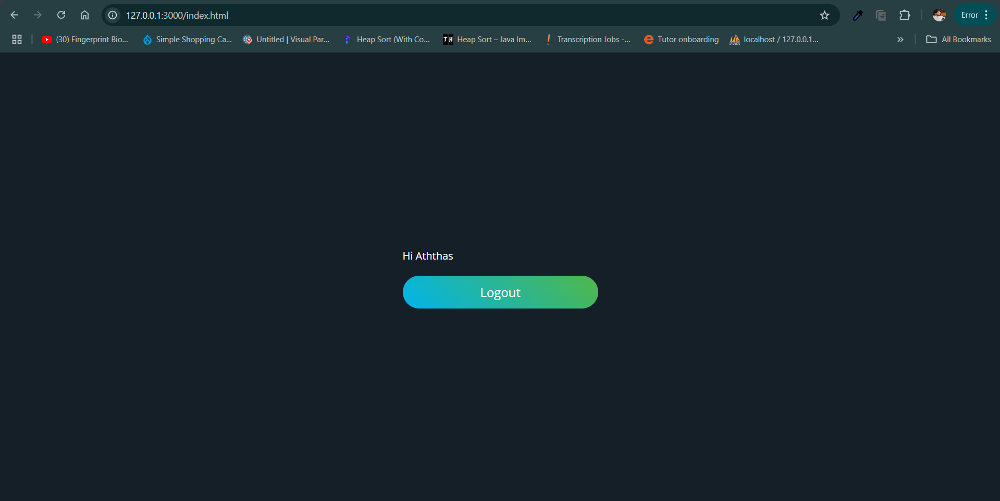 127.0.0.1:3000/index.html
Error
(30) Fingerprint Bio...
Simple Shopping Ca...
Untitled | Visual Par...
Heap Sort (With Co...
TH
Heap Sort – Java Im...
Transcription Jobs -...
Tutor onboarding
localhost / 127.0.0.1...
All Bookmarks
Hi Aththas
Logout